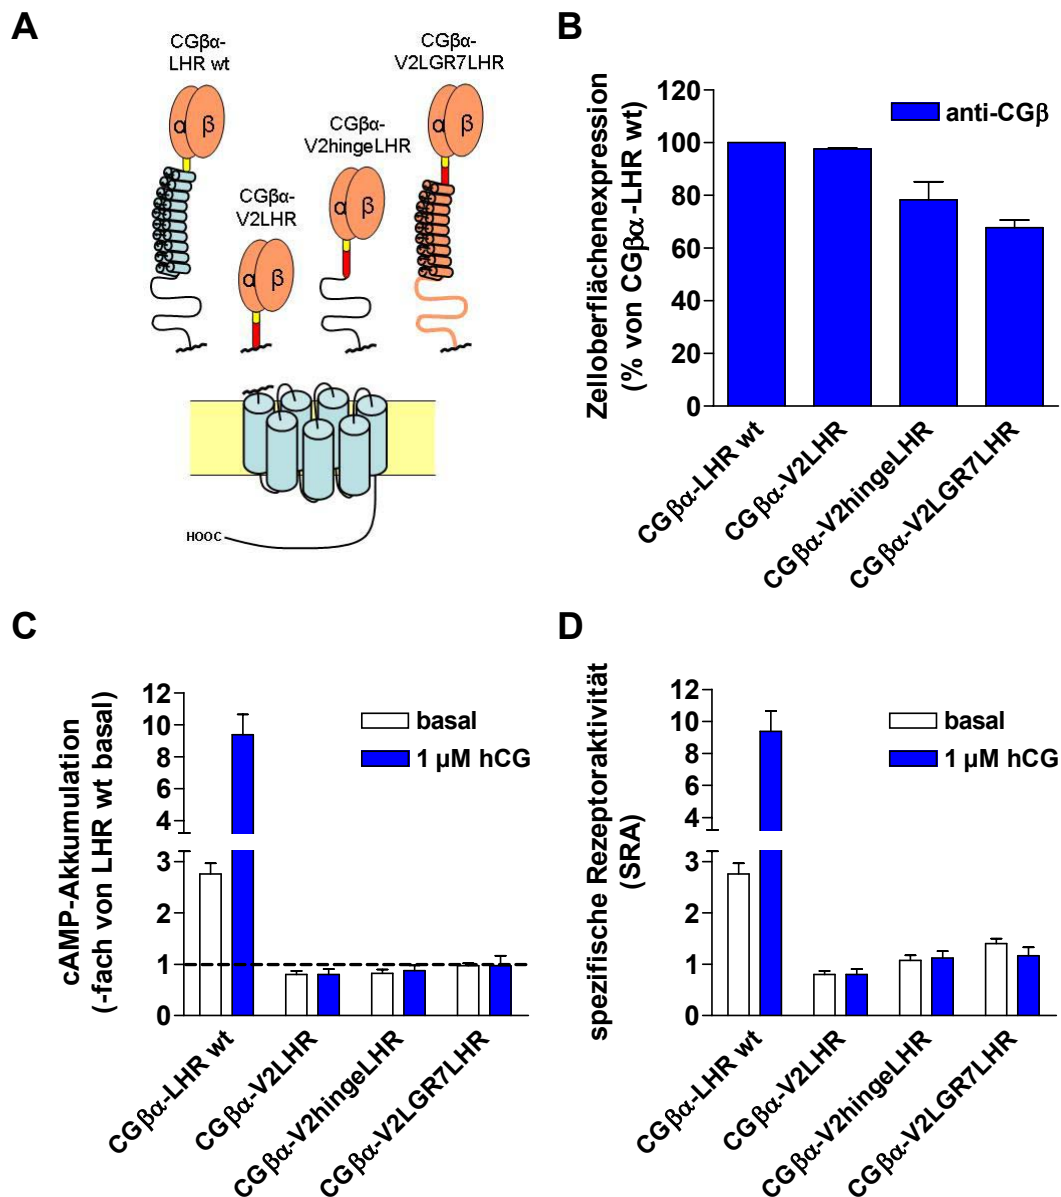 A
CGβα-
LHR wt
CGβα-
V2LGR7LHR
CGβα-
V2hingeLHR
CGβα-
V2LHR
α β
α β
α β
α β
HOOC
B
Zelloberflächenexpression
(% von CGβα-LHR wt)
120
100
80
60
40
20
0
anti-CGβ
CGβα-LHR wt
CGβα-V2LHR
CGβα-V2hingeLHR
CGβα-V2LGR7LHR
C
cAMP-Akkumulation
(-fach von LHR wt basal)
12
10
8
6
4
3
2
1
0
basal
1 µM hCG
CGβα-LHR wt
CGβα-V2LHR
CGβα-V2hingeLHR
CGβα-V2LGR7LHR
D
spezifische Rezeptoraktivität
(SRA)
12
10
8
6
4
3
2
1
0
basal
1 µM hCG
CGβα-LHR wt
CGβα-V2LHR
CGβα-V2hingeLHR
CGβα-V2LGR7LHR